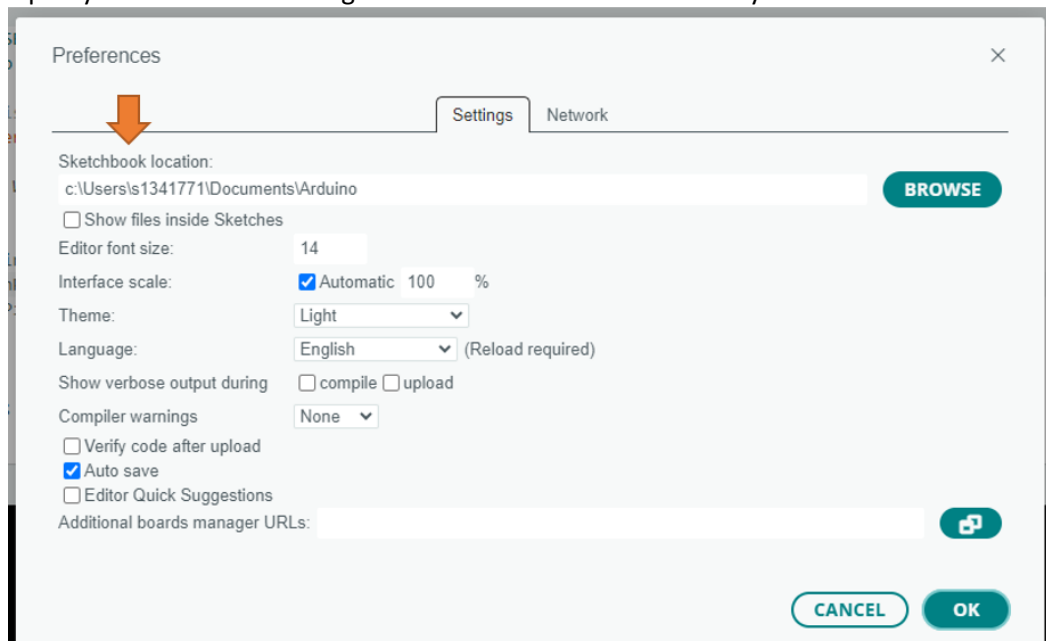 Preferences
Settings Network
Sketchbook location:
c:\Users\s1341771\Documents\Arduino
BROWSE
Show files inside Sketches
Editor font size: 14
Interface scale: Automatic 100 %
Theme: Light
Language: English (Reload required)
Show verbose output during compile upload
Compiler warnings None
Verify code after upload
Auto save
Editor Quick Suggestions
Additional boards manager URLs:
CANCEL OK